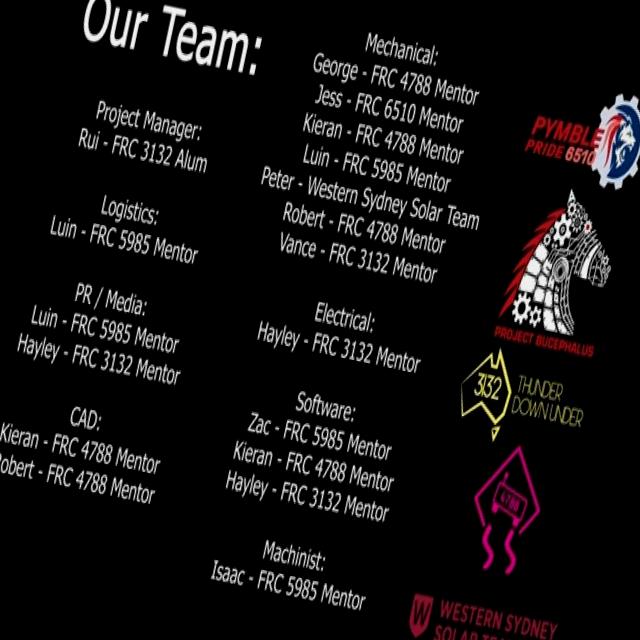 Our Team:
Project Manager:
Rui - FRC 3132 Alum
Logistics:
Luin - FRC 5985 Mentor
PR / Media:
Luin - FRC 5985 Mentor
Hayley - FRC 3132 Mentor
CAD:
Kieran - FRC 4788 Mentor
obert - FRC 4788 Mentor
Mechanical:
George - FRC 4788 Mentor
Jess - FRC 6510 Mentor
Kieran - FRC 4788 Mentor
Luin - FRC 5985 Mentor
Peter - Western Sydney Solar Team
Robert - FRC 4788 Mentor
Vance - FRC 3132 Mentor
Electrical:
Hayley - FRC 3132 Mentor
Software:
Zac - FRC 5985 Mentor
Kieran - FRC 4788 Mentor
Hayley - FRC 3132 Mentor
Machinist:
Isaac - FRC 5985 Mentor
PYMBLE
PRIDE 6510
PROJECT BUCEPHALUS
3132
THUNDER
DOWN UNDER
W
WESTERN SYDNEY